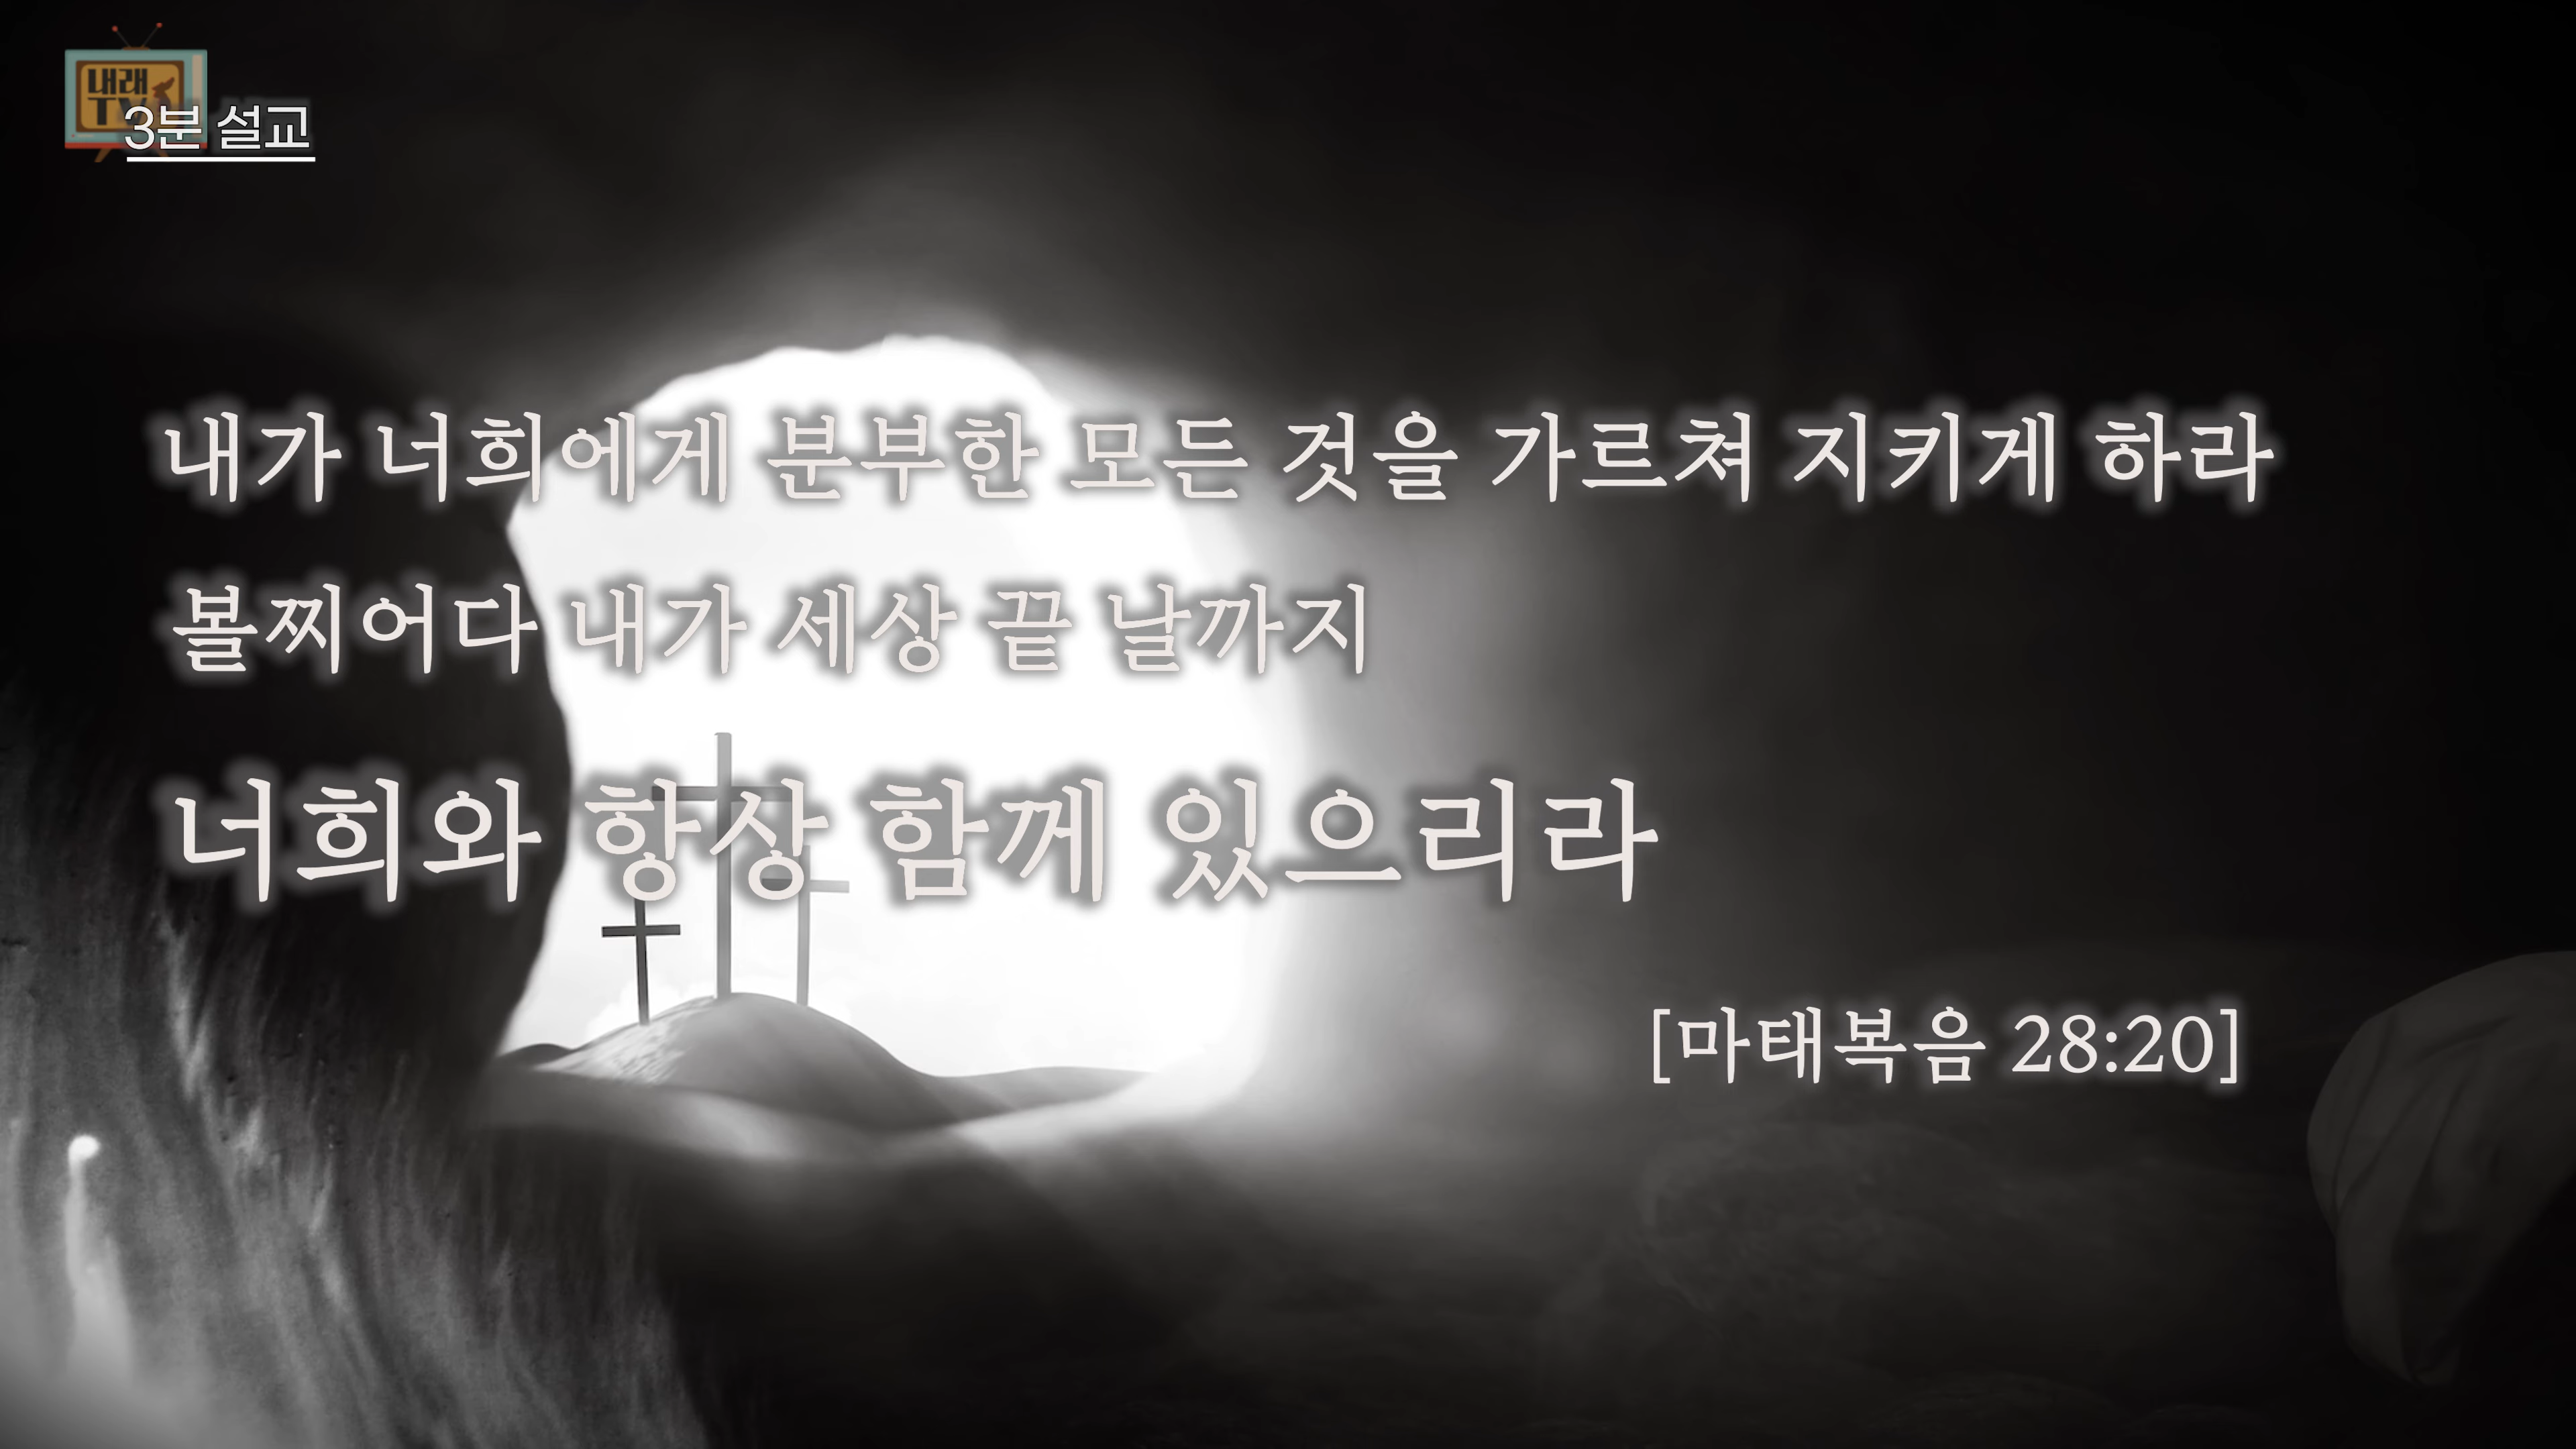 내래
TV
3분 설교
내가 너희에게 분부한 모든 것을 가르쳐 지키게 하라
볼찌어다 내가 세상 끝 날까지
너희와 항상 함께 있으리라
[마태복음 28:20]